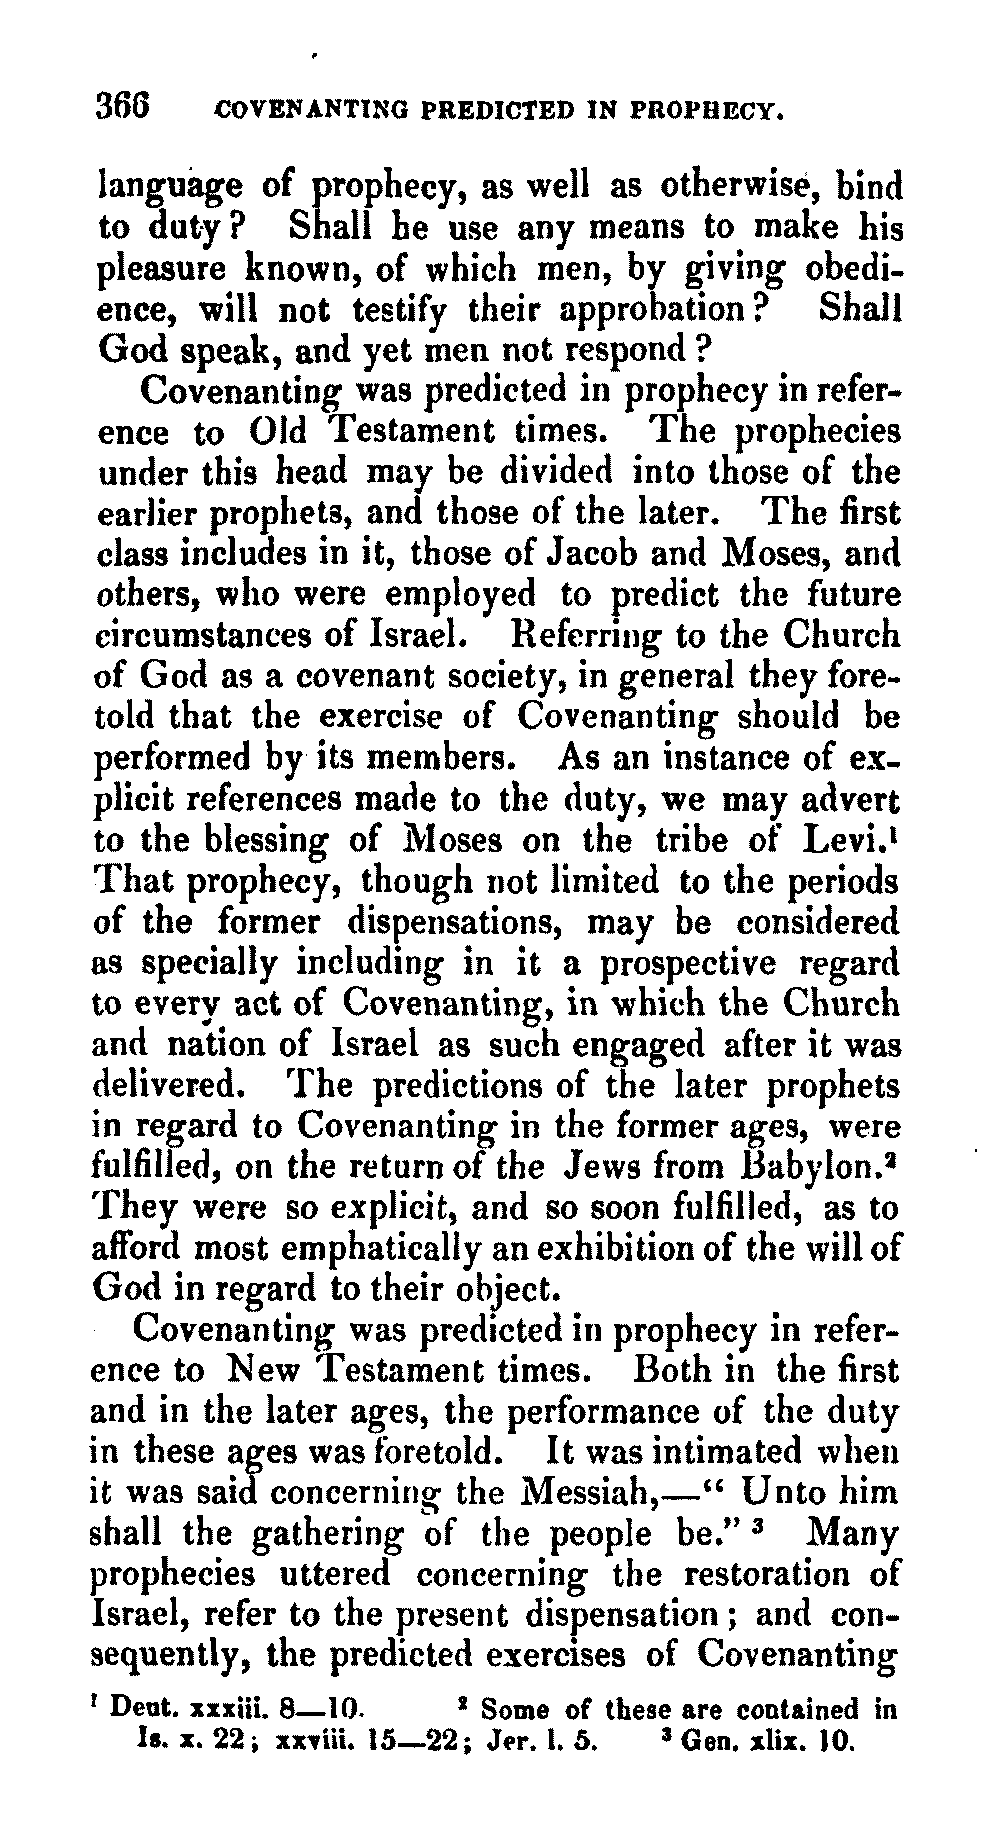 366 COVENANTING PREDICTED IN PROPHECY.
language of prophecy, as well as otherwise, bind
to duty? Shall he use any means to make his
pleasure known, of which men, by giving obedi-
ence, will not testify their approbation? Shall
God speak, and yet men not respond?
Covenanting was predicted in prophecy in refer-
ence to Old Testament times. The prophecies
under this head may be divided into those of the
earlier prophets, and those of the later. The first
class includes in it, those of Jacob and Moses, and
others, who were employed to predict the future
circumstances of Israel. Referring to the Church
of God as a covenant society, in general they fore-
told that the exercise of Covenanting should be
performed by its members. As an instance of ex-
plicit references made to the duty, we may advert
to the blessing of Moses on the tribe of Levi.¹
That prophecy, though not limited to the periods
of the former dispensations, may be considered
as specially including in it a prospective regard
to every act of Covenanting, in which the Church
and nation of Israel as such engaged after it was
delivered. The predictions of the later prophets
in regard to Covenanting in the former ages, were
fulfilled, on the return of the Jews from Babylon.²
They were so explicit, and so soon fulfilled, as to
afford most emphatically an exhibition of the will of
God in regard to their object.
Covenanting was predicted in prophecy in refer-
ence to New Testament times. Both in the first
and in the later ages, the performance of the duty
in these ages was foretold. It was intimated when
it was said concerning the Messiah,—“ Unto him
shall the gathering of the people be.” ³ Many
prophecies uttered concerning the restoration of
Israel, refer to the present dispensation; and con-
sequently, the predicted exercises of Covenanting
¹ Deut. xxxiii. 8—10. ² Some of these are contained in
Is. x. 22; xxviii. 15—22; Jer. l. 5. ³ Gen. xlix. 10.